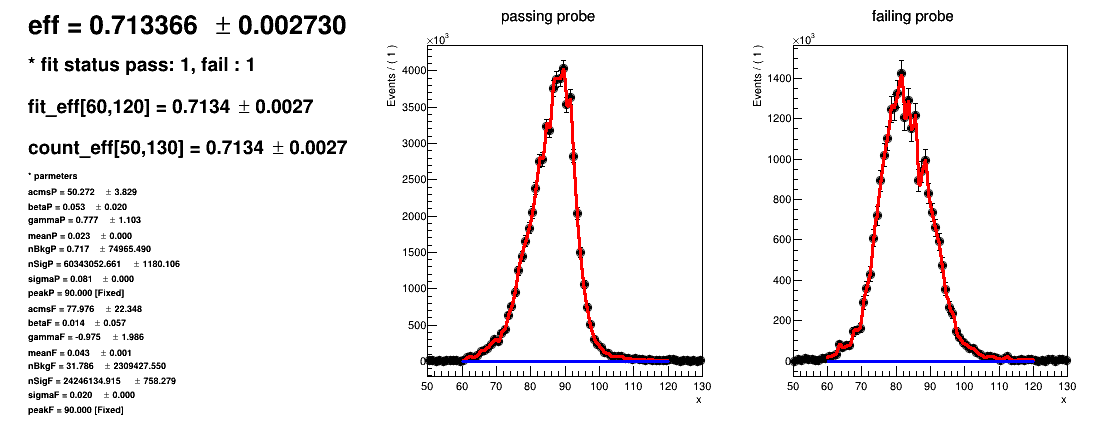 eff = 0.713366 ± 0.002730
* fit status pass: 1, fail : 1
fit_eff[60,120] = 0.7134 ± 0.0027
count_eff[50,130] = 0.7134 ± 0.0027
* parmeters
acmsP = 50.272 ± 3.829
betaP = 0.053 ± 0.020
gammaP = 0.777 ± 1.103
meanP = 0.023 ± 0.000
nBkgP = 0.717 ± 74965.490
nSigP = 60343052.661 ± 1180.106
sigmaP = 0.081 ± 0.000
peakP = 90.000 [Fixed]
acmsF = 77.976 ± 22.348
betaF = 0.014 ± 0.057
gammaF = -0.975 ± 1.986
meanF = 0.043 ± 0.001
nBkgF = 31.786 ± 2309427.550
nSigF = 24246134.915 ± 758.279
sigmaF = 0.020 ± 0.000
peakF = 90.000 [Fixed]
passing probe
×10³
Events / ( 1 )
4000
3500
3000
2500
2000
1500
1000
500
0
50 60 70 80 90 100 110 120 130
x
failing probe
×10³
Events / ( 1 )
1400
1200
1000
800
600
400
200
0
50 60 70 80 90 100 110 120 130
x